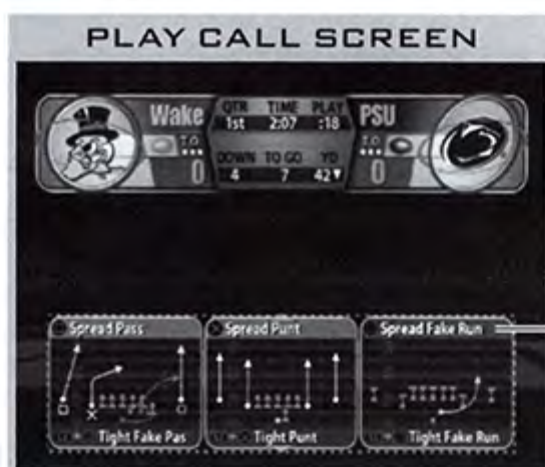 PLAY CALL SCREEN
Wake QTR TIME PLAY PSU
1st 2:07 :18
T.O. T.O.
DOWN TO GO YD
0 4 7 42▼ 0
Spread Pass Spread Punt Spread Fake Run
Tight Fake Pas Tight Punt Tight Fake Run